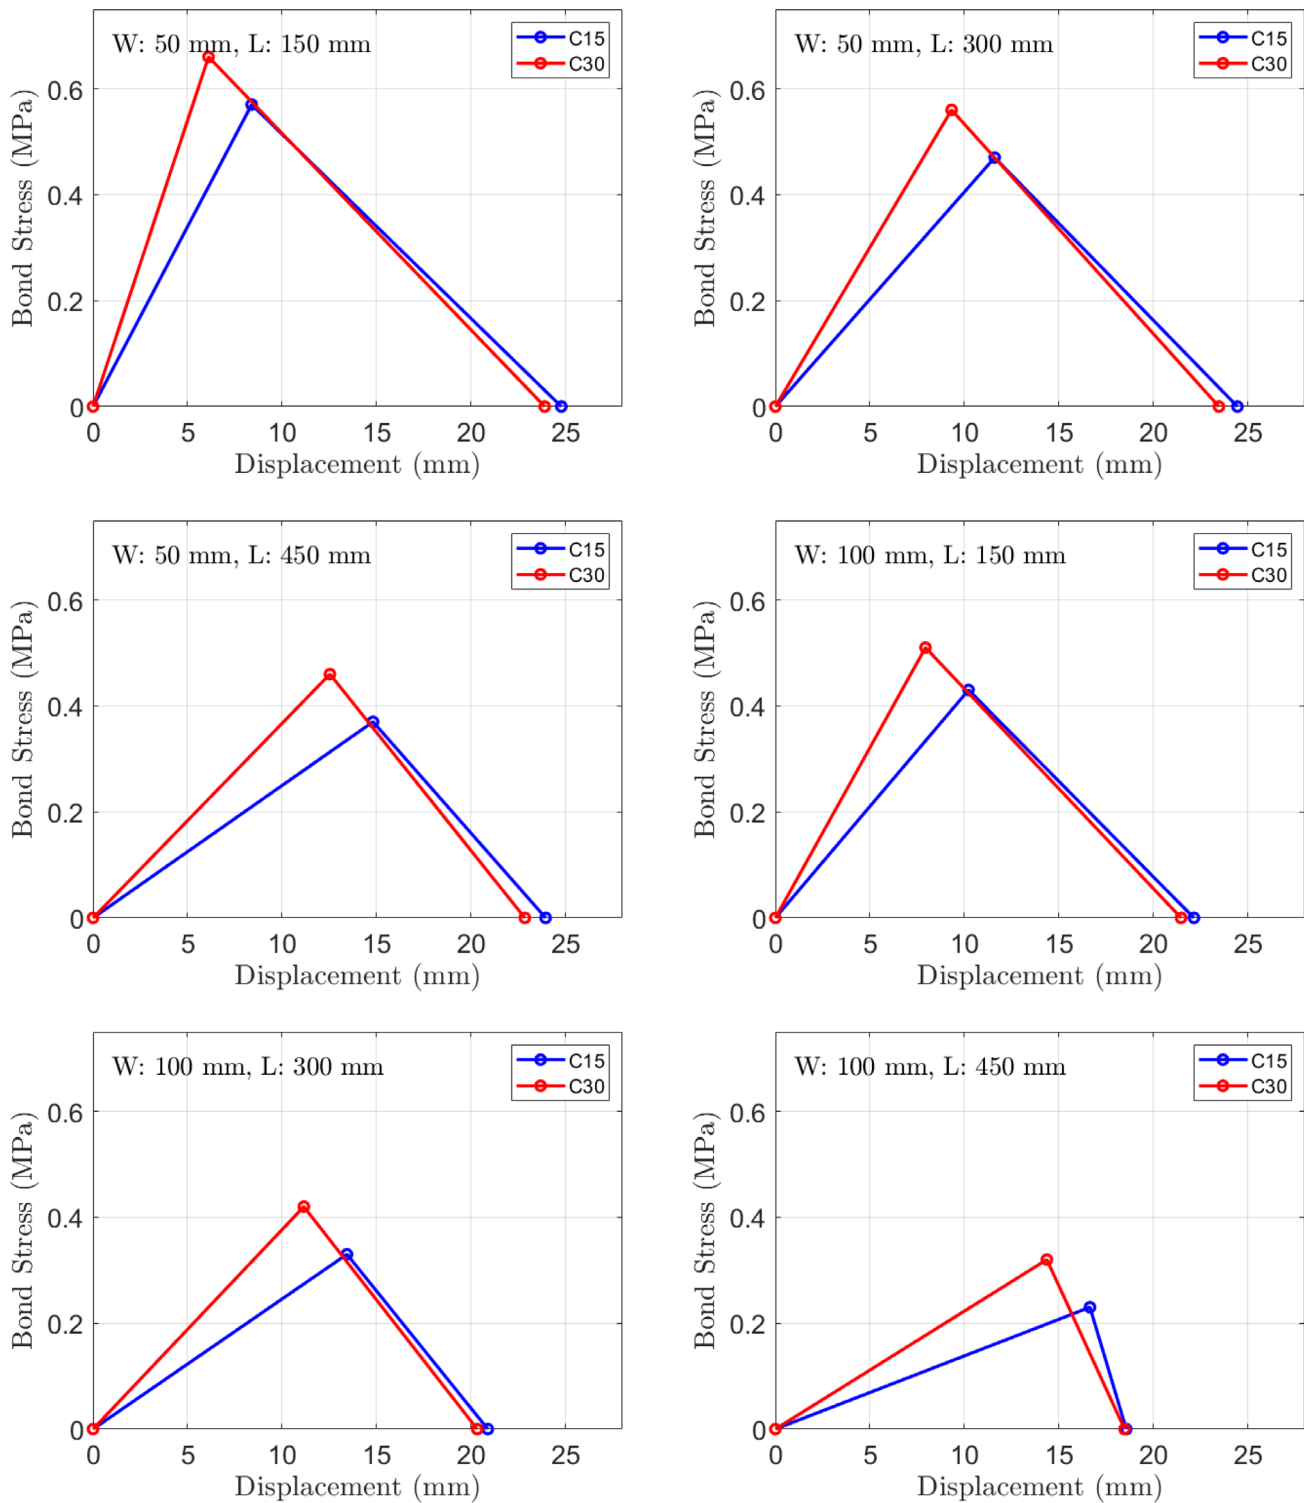 W: 50 mm, L: 150 mm
C15
C30
Bond Stress (MPa)
0.6
0.4
0.2
0
0 5 10 15 20 25
Displacement (mm)
W: 50 mm, L: 300 mm
C15
C30
Bond Stress (MPa)
0.6
0.4
0.2
0
0 5 10 15 20 25
Displacement (mm)
W: 50 mm, L: 450 mm
C15
C30
Bond Stress (MPa)
0.6
0.4
0.2
0
0 5 10 15 20 25
Displacement (mm)
W: 100 mm, L: 150 mm
C15
C30
Bond Stress (MPa)
0.6
0.4
0.2
0
0 5 10 15 20 25
Displacement (mm)
W: 100 mm, L: 300 mm
C15
C30
Bond Stress (MPa)
0.6
0.4
0.2
0
0 5 10 15 20 25
Displacement (mm)
W: 100 mm, L: 450 mm
C15
C30
Bond Stress (MPa)
0.6
0.4
0.2
0
0 5 10 15 20 25
Displacement (mm)